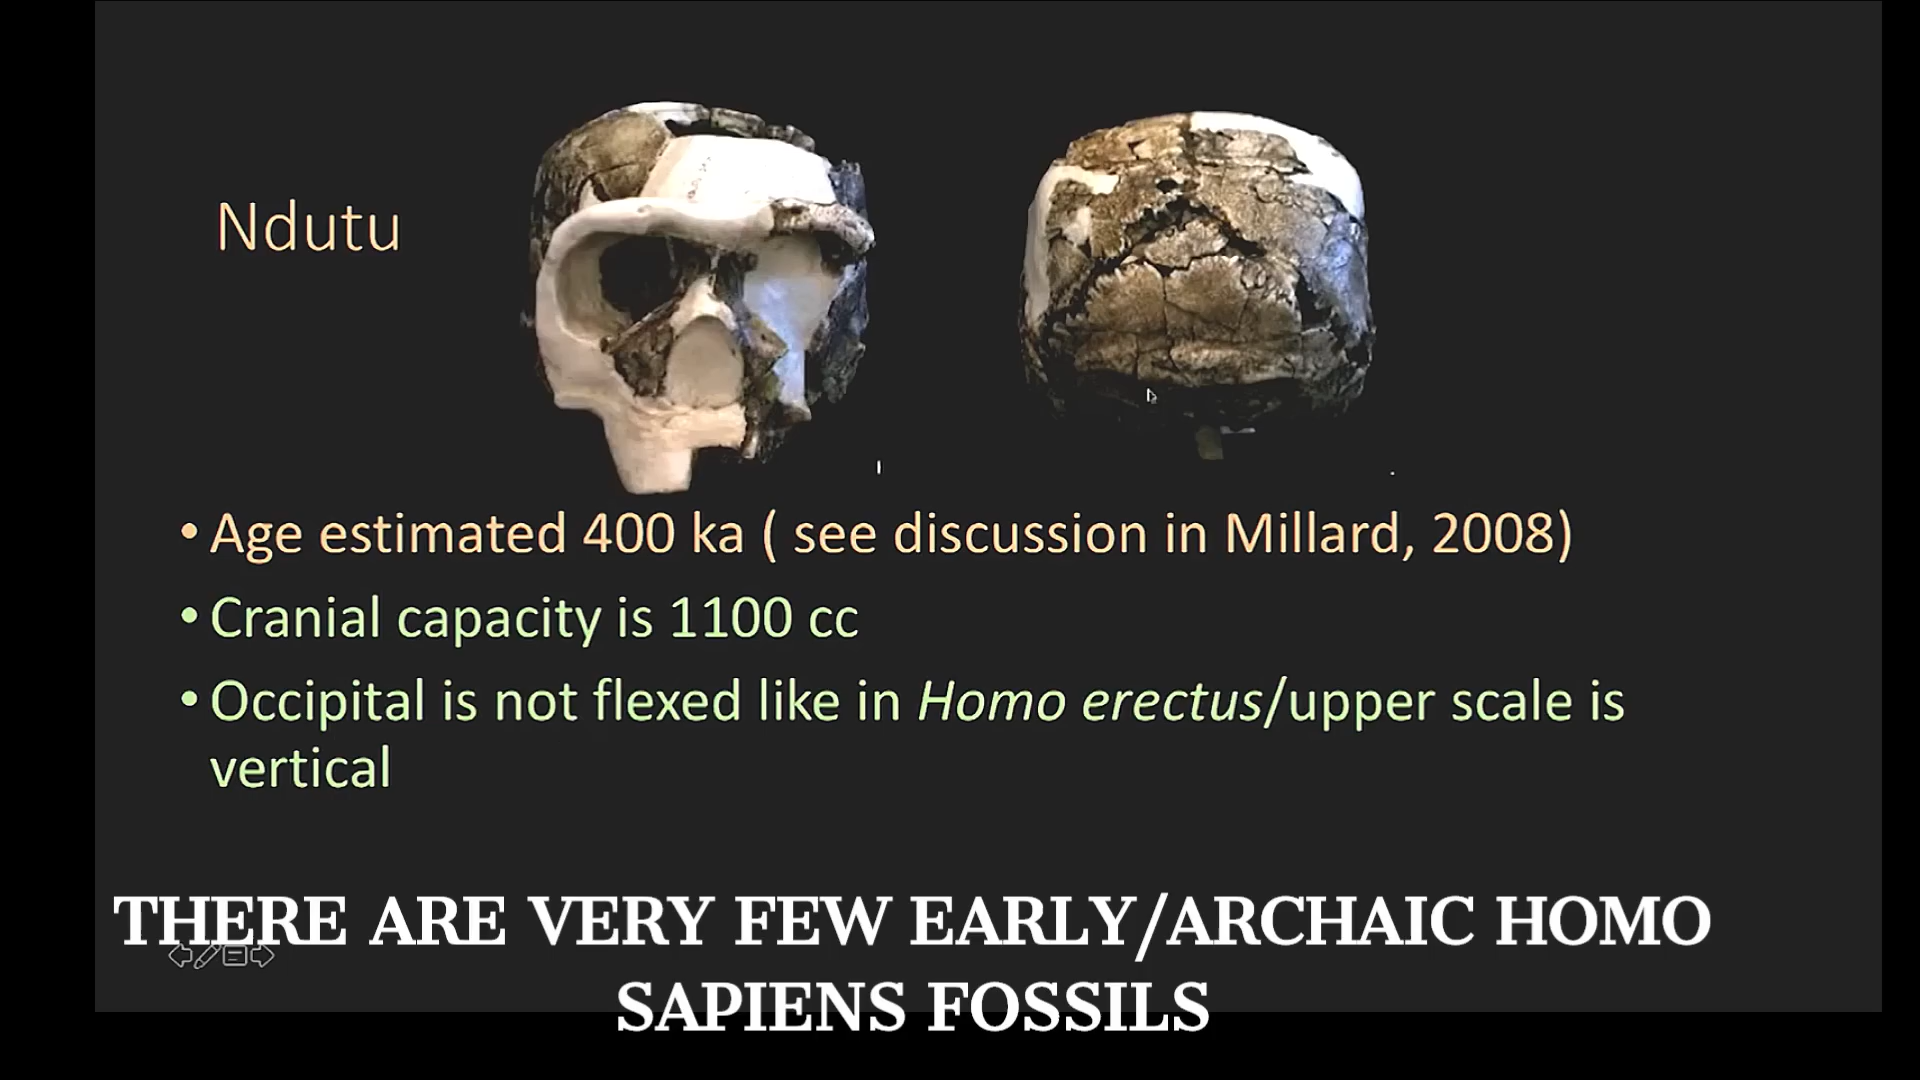 Ndutu
• Age estimated 400 ka ( see discussion in Millard, 2008)
• Cranial capacity is 1100 cc
• Occipital is not flexed like in Homo erectus/upper scale is
vertical
THERE ARE VERY FEW EARLY/ARCHAIC HOMO
SAPIENS FOSSILS